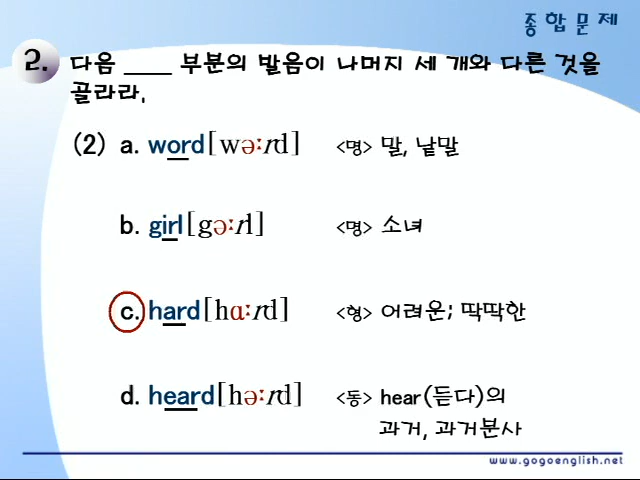 종합문제
2. 다음 ____ 부분의 발음이 나머지 세 개와 다른 것을
골라라.
(2) a. word[wəːrd] <명> 말, 낱말
b. girl[gəːrl] <명> 소녀
c. hard[hɑːrd] <형> 어려운; 딱딱한
d. heard[həːrd] <동> hear(듣다)의
과거, 과거분사
www.gogoenglish.net